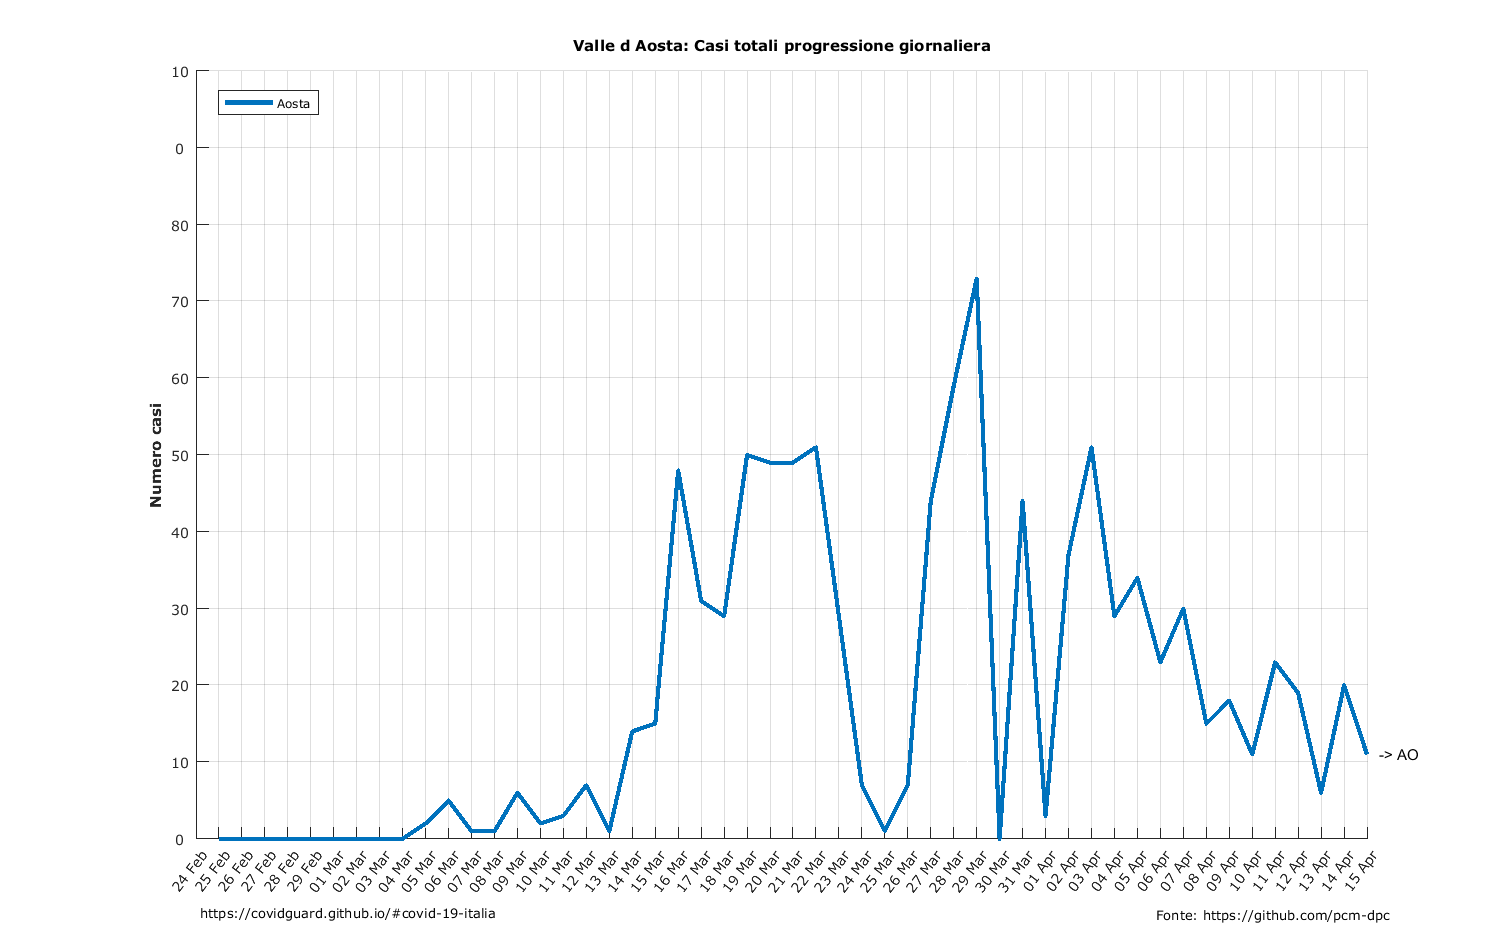 Valle d Aosta: Casi totali progressione giornaliera
Aosta
Numero casi
10
0
80
70
60
50
40
30
20
10
0
-> AO
24 Feb
25 Feb
26 Feb
27 Feb
28 Feb
29 Feb
01 Mar
02 Mar
03 Mar
04 Mar
05 Mar
06 Mar
07 Mar
08 Mar
09 Mar
10 Mar
11 Mar
12 Mar
13 Mar
14 Mar
15 Mar
16 Mar
17 Mar
18 Mar
19 Mar
20 Mar
21 Mar
22 Mar
23 Mar
24 Mar
25 Mar
26 Mar
27 Mar
28 Mar
29 Mar
30 Mar
31 Mar
01 Apr
02 Apr
03 Apr
04 Apr
05 Apr
06 Apr
07 Apr
08 Apr
09 Apr
10 Apr
11 Apr
12 Apr
13 Apr
14 Apr
15 Apr
https://covidguard.github.io/#covid-19-italia
Fonte: https://github.com/pcm-dpc